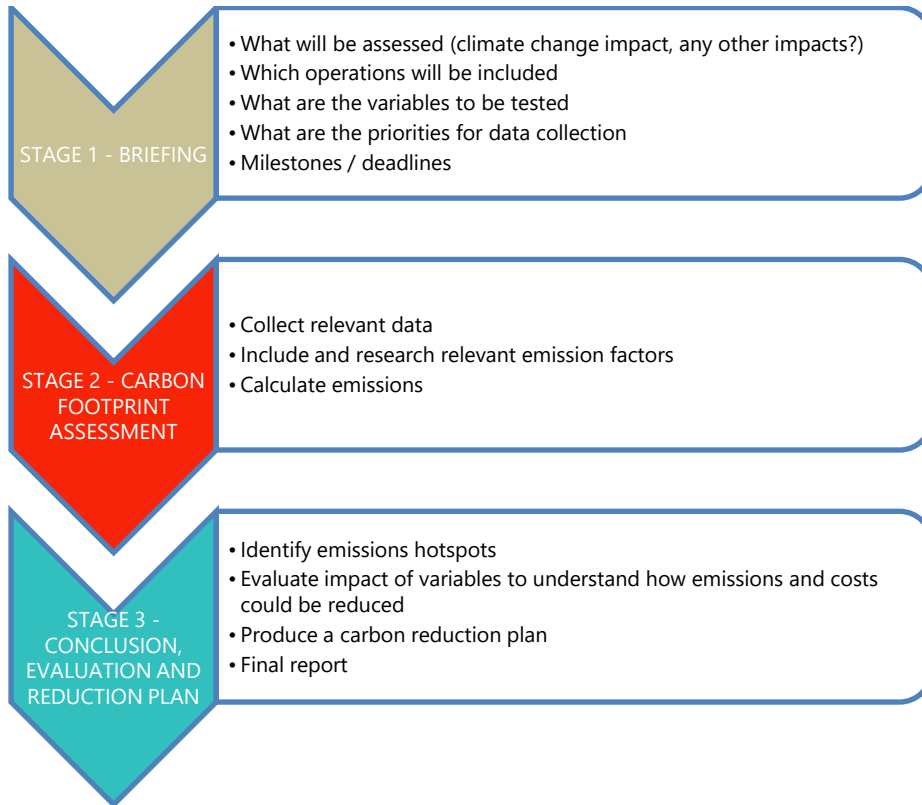 STAGE 1 - BRIEFING
• What will be assessed (climate change impact, any other impacts?)
• Which operations will be included
• What are the variables to be tested
• What are the priorities for data collection
• Milestones / deadlines
STAGE 2 - CARBON
FOOTPRINT
ASSESSMENT
• Collect relevant data
• Include and research relevant emission factors
• Calculate emissions
STAGE 3 -
CONCLUSION,
EVALUATION AND
REDUCTION PLAN
• Identify emissions hotspots
• Evaluate impact of variables to understand how emissions and costs
could be reduced
• Produce a carbon reduction plan
• Final report